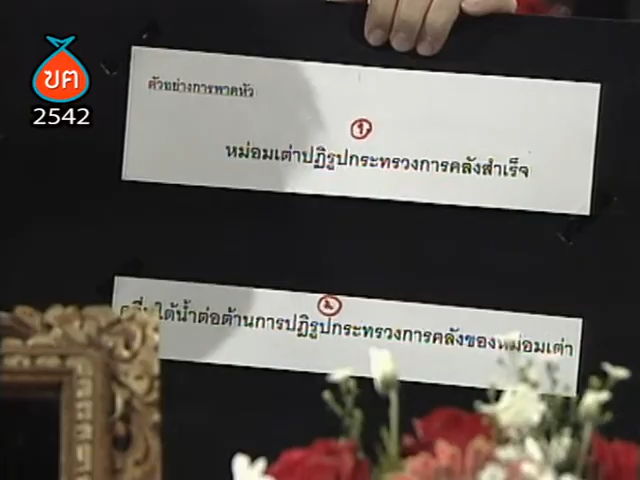 ขต
2542
ตัวอย่างการพาดหัว
๑
หม่อมเต่าปฏิรูปกระทรวงการคลังสำเร็จ
๒
คลื่นใต้น้ำต่อต้านการปฏิรูปกระทรวงการคลังของหม่อมเต่า